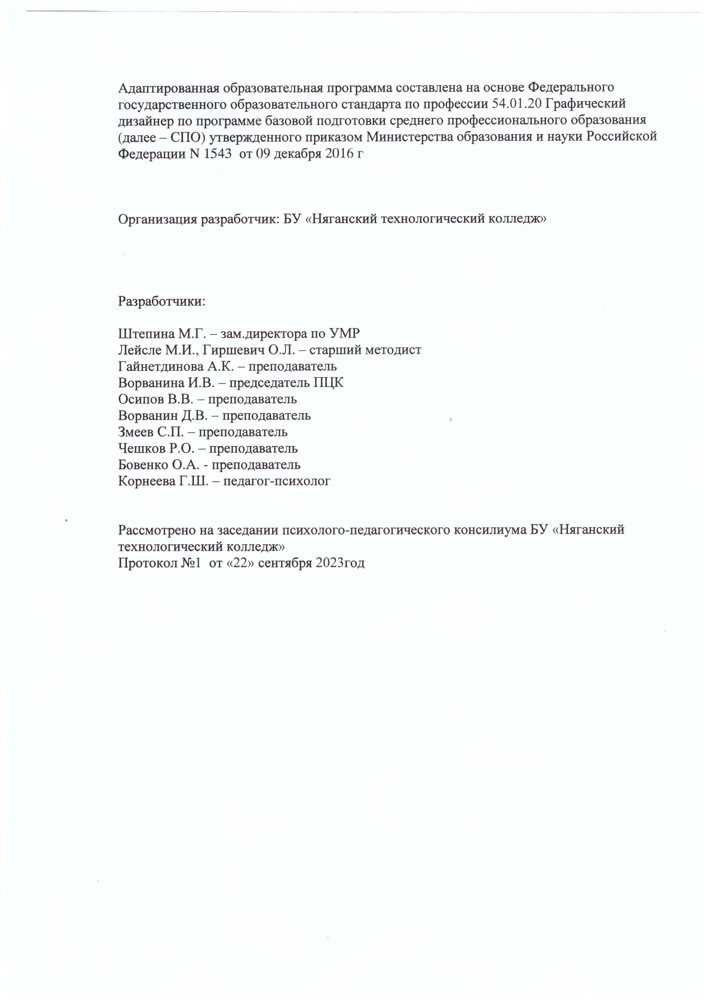 Адаптированная образовательная программа составлена на основе Федерального
государственного образовательного стандарта по профессии 54.01.20 Графический
дизайнер по программе базовой подготовки среднего профессионального образования
(далее – СПО) утвержденного приказом Министерства образования и науки Российской
Федерации N 1543  от 09 декабря 2016 г
Организация разработчик: БУ «Няганский технологический колледж»
Разработчики:
Штепина М.Г. – зам.директора по УМР
Лейсле М.И., Гиршевич О.Л. – старший методист
Гайнетдинова А.К. – преподаватель
Ворванина И.В. – председатель ПЦК
Осипов В.В. – преподаватель
Ворванин Д.В. – преподаватель
Змеев С.П. – преподаватель
Чешков Р.О. – преподаватель
Бовенко О.А. - преподаватель
Корнеева Г.Ш. – педагог-психолог
Рассмотрено на заседании психолого-педагогического консилиума БУ «Няганский
технологический колледж»
Протокол №1  от «22» сентября 2023год